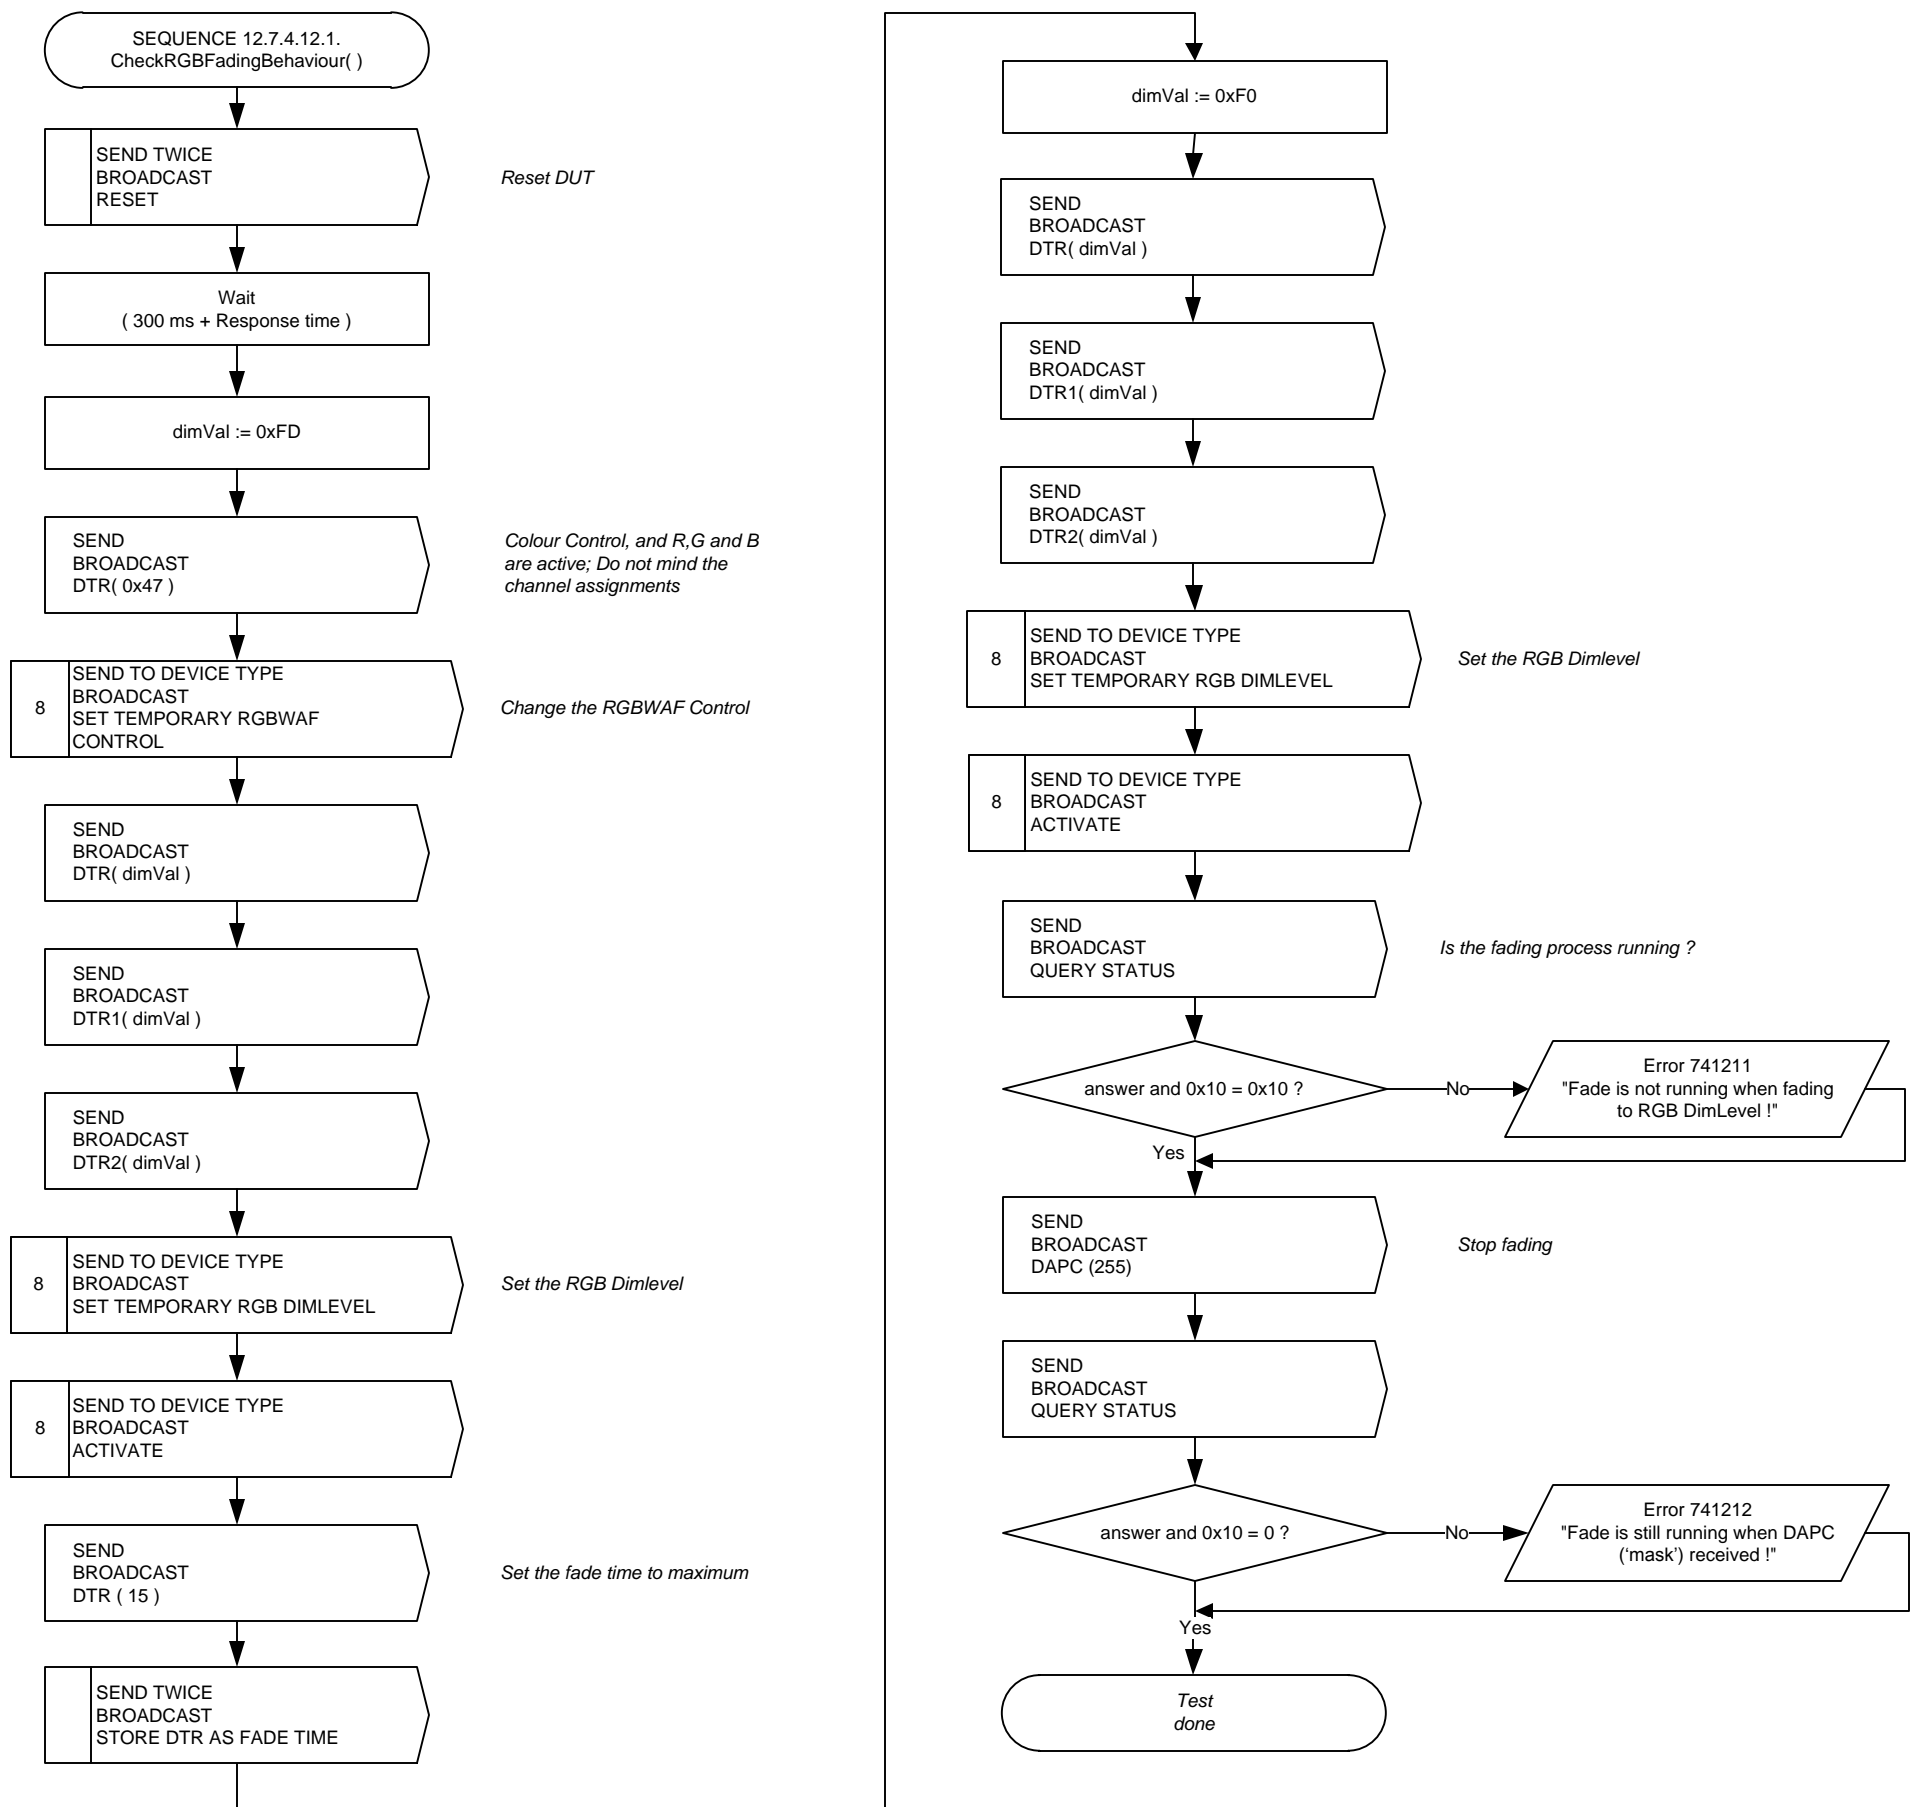 SEQUENCE 12.7.4.12.1.
CheckRGBFadingBehaviour( )
SEND TWICE
BROADCAST
RESET
Reset DUT
Wait
( 300 ms + Response time )
dimVal := 0xFD
SEND
BROADCAST
DTR( 0x47 )
Colour Control, and R,G and B
are active; Do not mind the
channel assignments
8
SEND TO DEVICE TYPE
BROADCAST
SET TEMPORARY RGBWAF
CONTROL
Change the RGBWAF Control
SEND
BROADCAST
DTR( dimVal )
SEND
BROADCAST
DTR1( dimVal )
SEND
BROADCAST
DTR2( dimVal )
8
SEND TO DEVICE TYPE
BROADCAST
SET TEMPORARY RGB DIMLEVEL
Set the RGB Dimlevel
8
SEND TO DEVICE TYPE
BROADCAST
ACTIVATE
SEND
BROADCAST
DTR ( 15 )
Set the fade time to maximum
SEND TWICE
BROADCAST
STORE DTR AS FADE TIME
dimVal := 0xF0
SEND
BROADCAST
DTR( dimVal )
SEND
BROADCAST
DTR1( dimVal )
SEND
BROADCAST
DTR2( dimVal )
8
SEND TO DEVICE TYPE
BROADCAST
SET TEMPORARY RGB DIMLEVEL
Set the RGB Dimlevel
8
SEND TO DEVICE TYPE
BROADCAST
ACTIVATE
SEND
BROADCAST
QUERY STATUS
Is the fading process running ?
answer and 0x10 = 0x10 ?
No
Error 741211
"Fade is not running when fading
to RGB DimLevel !"
Yes
SEND
BROADCAST
DAPC (255)
Stop fading
SEND
BROADCAST
QUERY STATUS
answer and 0x10 = 0 ?
No
Error 741212
"Fade is still running when DAPC
(‘mask’) received !"
Yes
Test
done